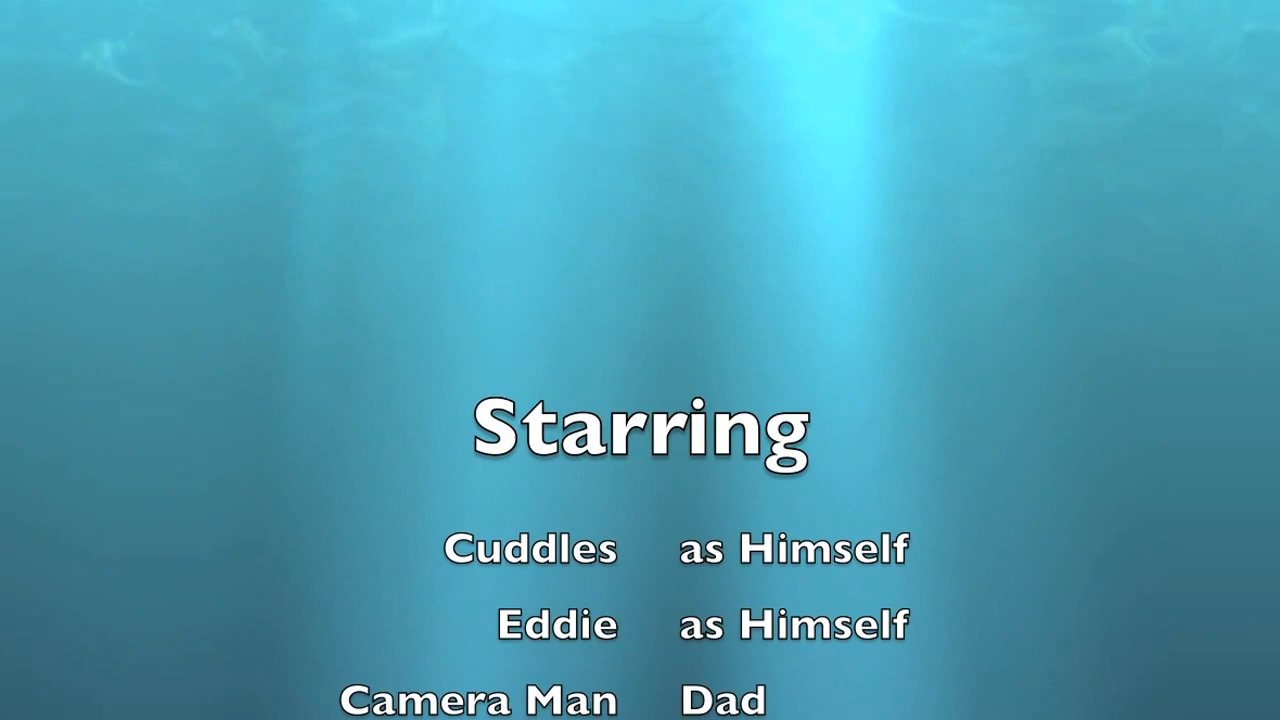 Starring
Cuddles as Himself
Eddie as Himself
Camera Man Dad